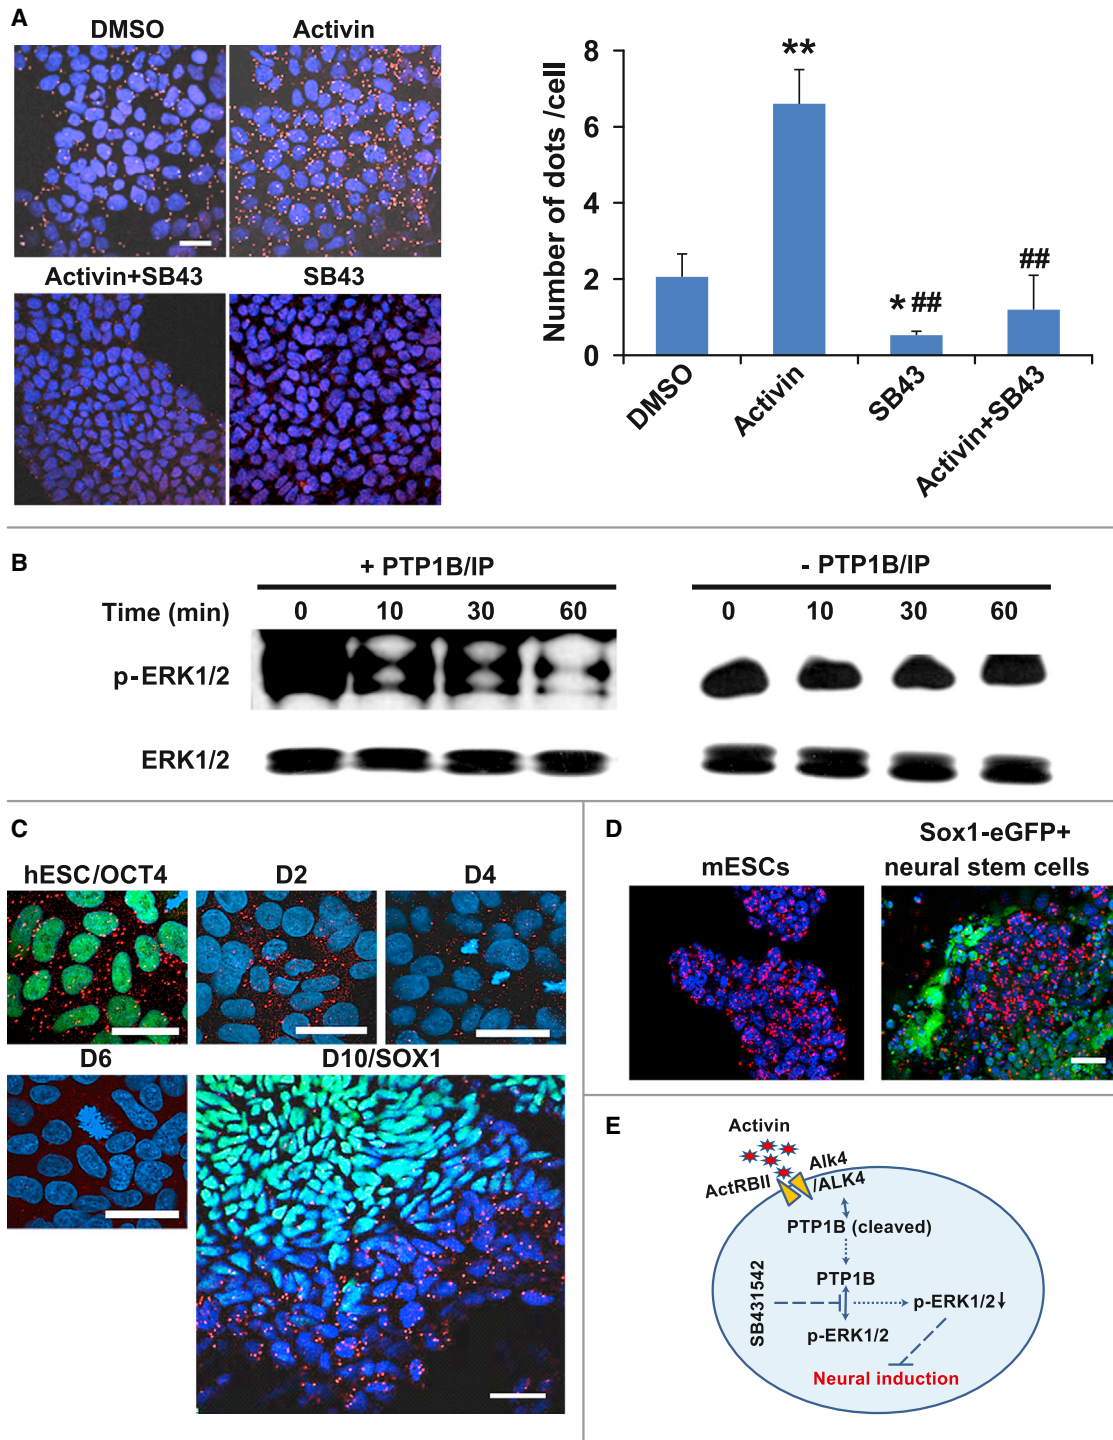 A
DMSO
Activin
Activin+SB43
SB43
Number of dots /cell
8
6
4
2
0
**
* ##
##
DMSO
Activin
SB43
Activin+SB43
B
+ PTP1B/IP
- PTP1B/IP
Time (min)
0 10 30 60
0 10 30 60
p-ERK1/2
ERK1/2
C
hESC/OCT4
D2
D4
D6
D10/SOX1
D
mESCs
Sox1-eGFP+
neural stem cells
E
Activin
ActRBII
Alk4
/ALK4
PTP1B (cleaved)
PTP1B
SB431542
p-ERK1/2↓
p-ERK1/2
Neural induction